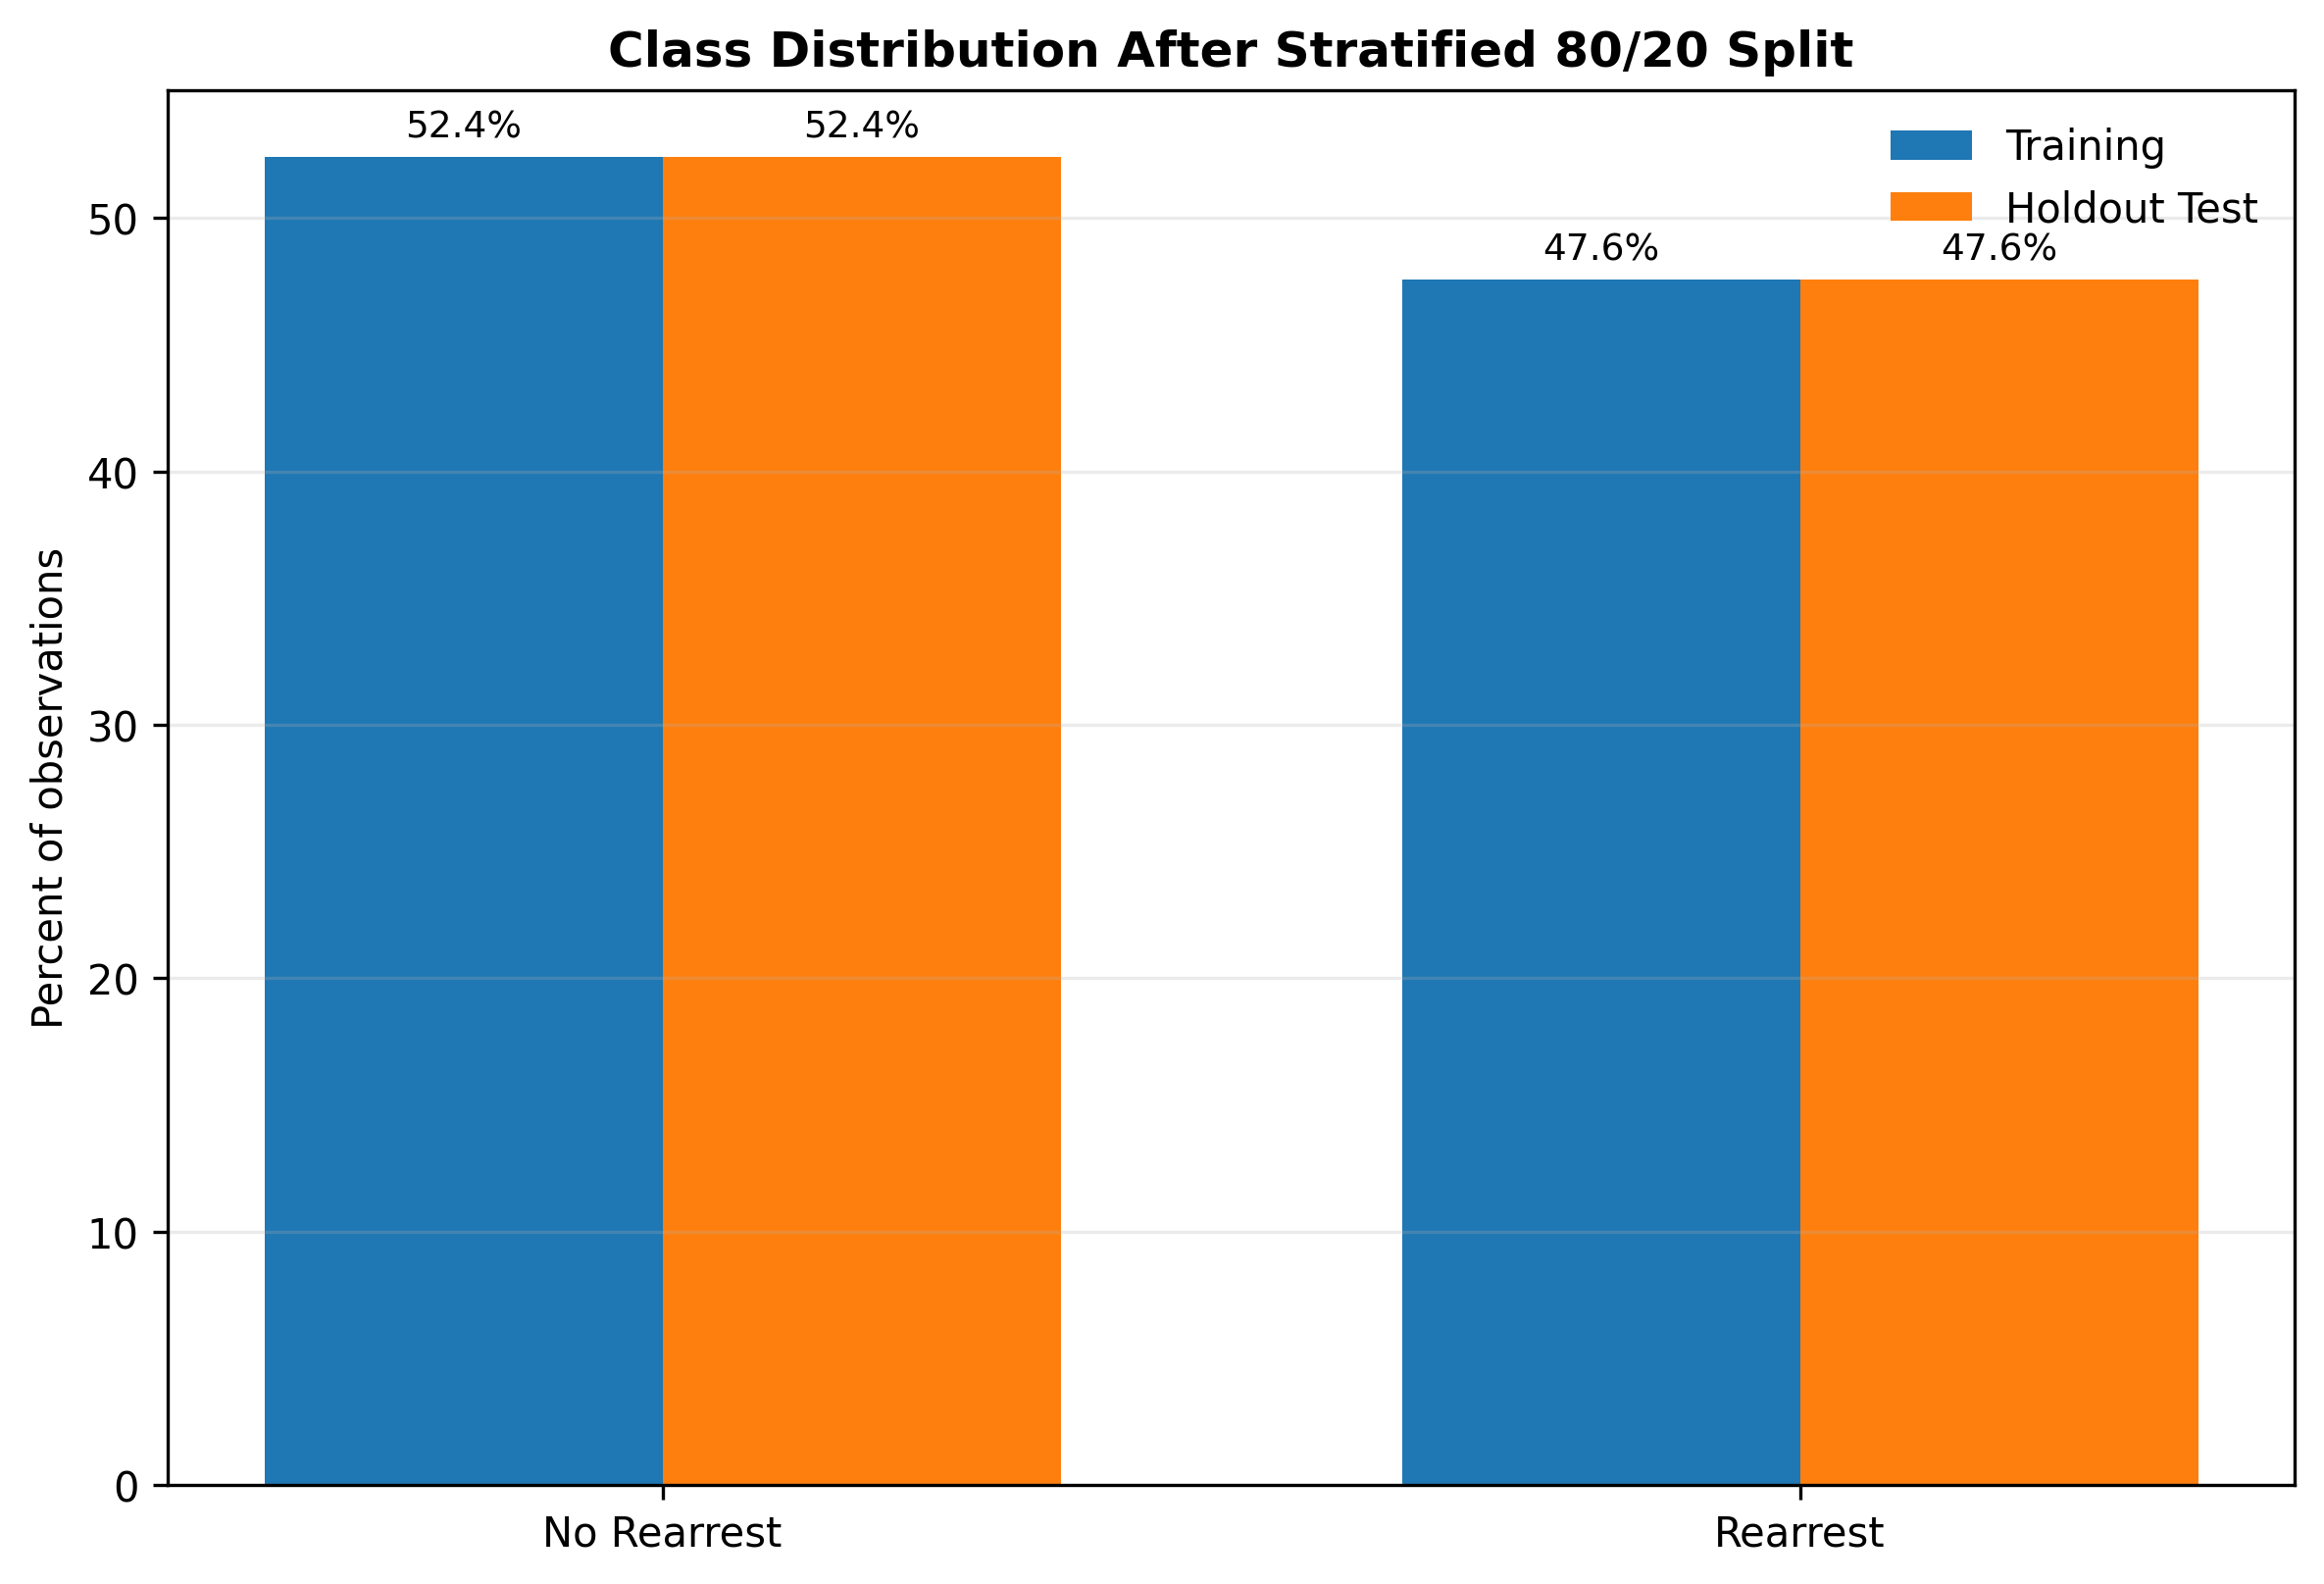 Class Distribution After Stratified 80/20 Split
52.4%
52.4%
Training
Holdout Test
47.6%
47.6%
50
40
30
20
10
0
Percent of observations
No Rearrest
Rearrest